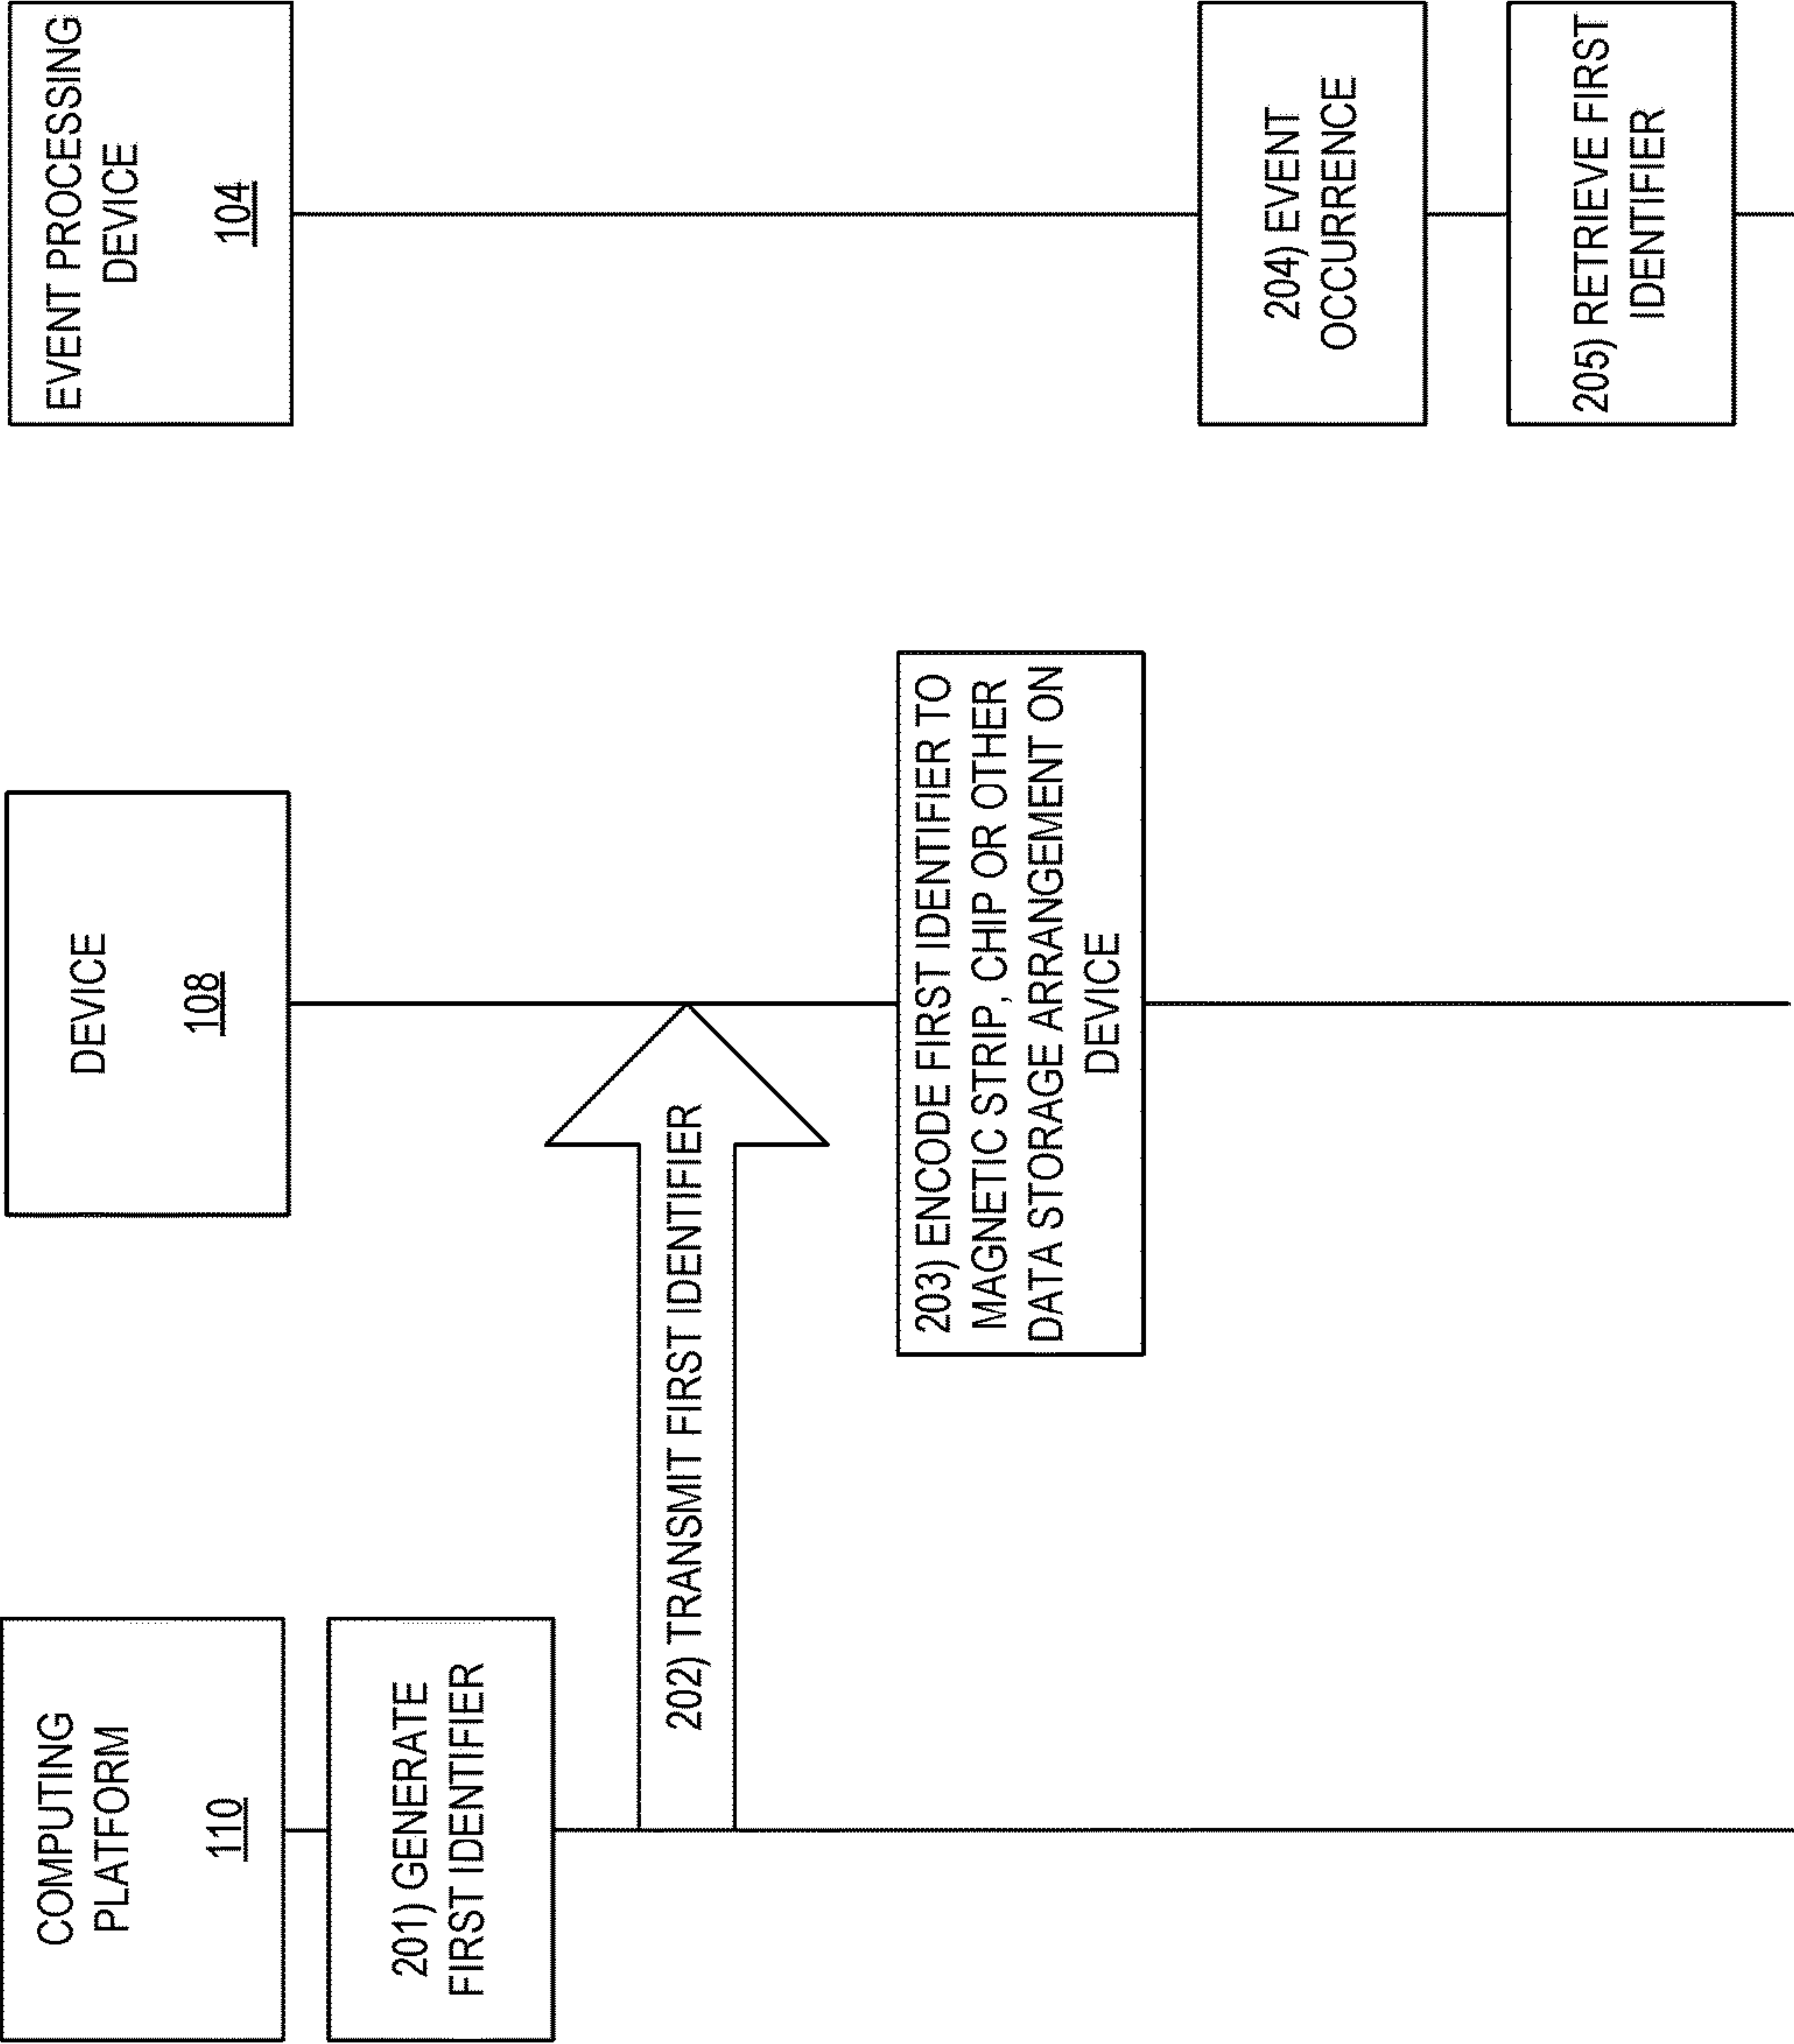 COMPUTING
PLATFORM
110
DEVICE
108
EVENT PROCESSING
DEVICE
104
201) GENERATE
FIRST IDENTIFIER
202) TRANSMIT FIRST IDENTIFIER
203) ENCODE FIRST IDENTIFIER TO
MAGNETIC STRIP, CHIP OR OTHER
DATA STORAGE ARRANGEMENT ON
DEVICE
204) EVENT
OCCURRENCE
205) RETRIEVE FIRST
IDENTIFIER